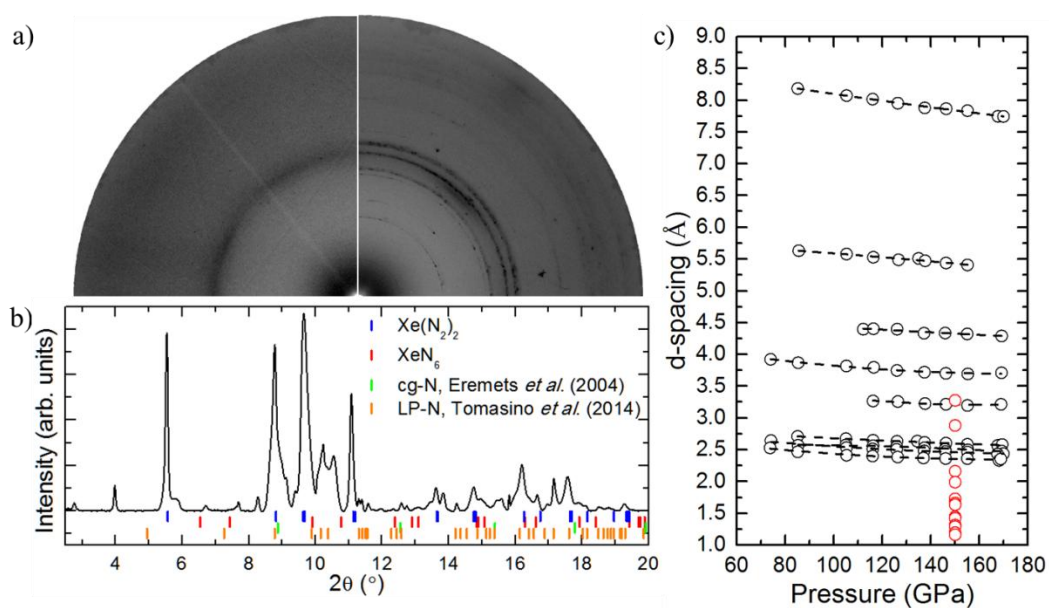 a)
b)
Xe(N2)2
XeN6
cg-N, Eremets et al. (2004)
LP-N, Tomasino et al. (2014)
Intensity (arb. units)
4 6 8 10 12 14 16 18 20
2θ (°)
c)
9.0
8.5
8.0
7.5
7.0
6.5
6.0
5.5
5.0
4.5
4.0
3.5
3.0
2.5
2.0
1.5
1.0
d-spacing (Å)
60 80 100 120 140 160 180
Pressure (GPa)